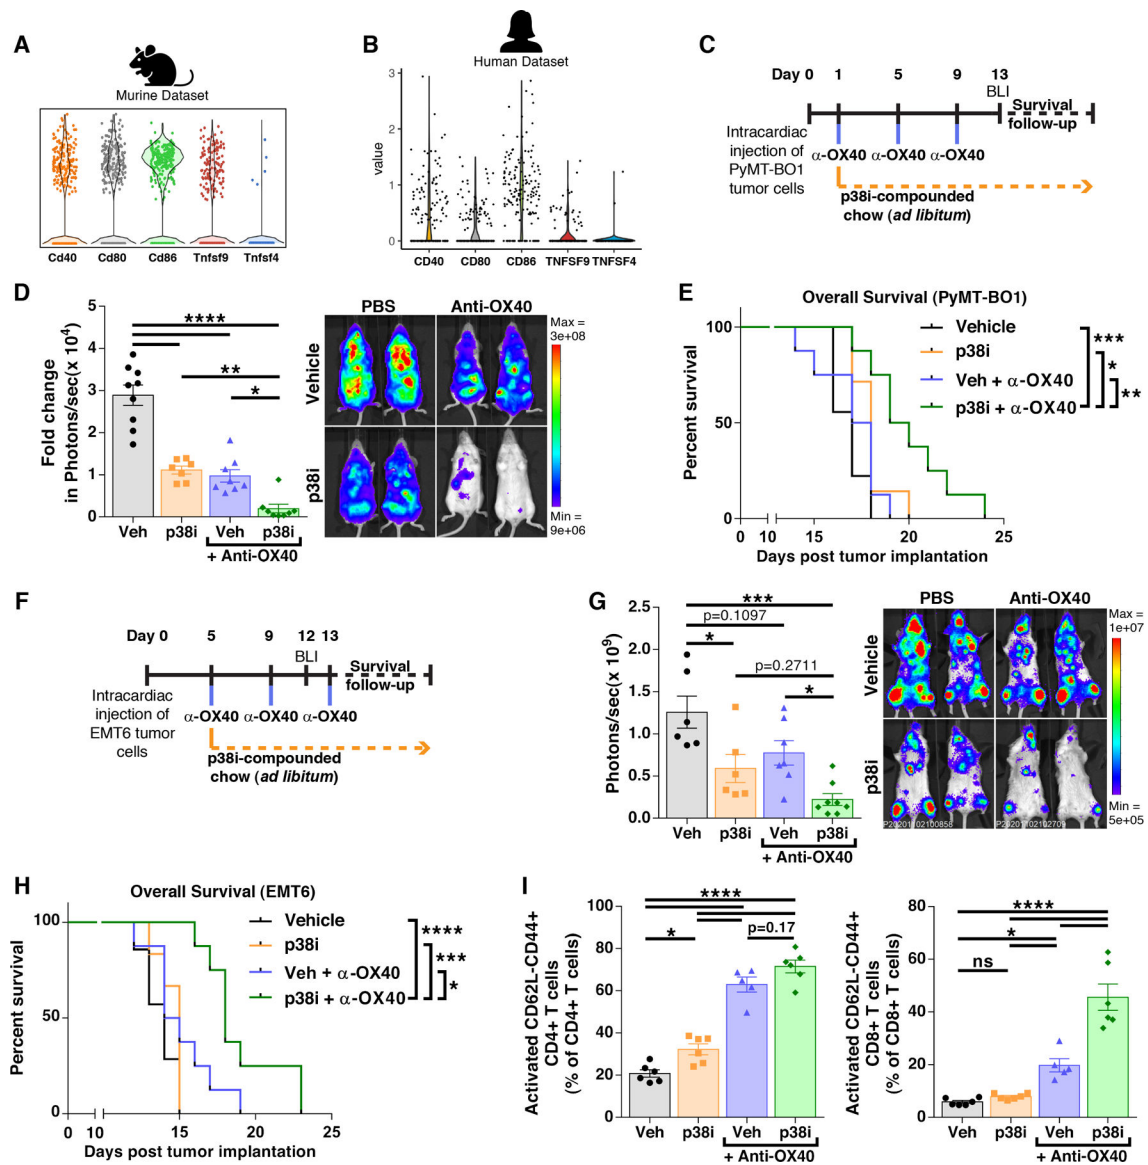 A
Murine Dataset
Cd40 Cd80 Cd86 Tnfsf9 Tnfsf4
B
Human Dataset
value
3
2
1
0
CD40 CD80 CD86 TNFSF9 TNFSF4
C
Day 0 1 5 9 13
BLI
Survival
follow-up
Intracardiac
injection of
PyMT-BO1
tumor cells
α-OX40 α-OX40 α-OX40
p38i-compounded
chow (ad libitum)
D
Fold change
in Photons/sec(x 10⁴)
5
4
3
2
1
0
****
**
*
Veh p38i Veh p38i
+ Anti-OX40
PBS Anti-OX40
Vehicle
p38i
Max =
3e+08
Min =
9e+06
E
Overall Survival (PyMT-BO1)
Percent survival
100
50
0
0 10 15 20 25
Days post tumor implantation
Vehicle
p38i
Veh + α-OX40
p38i + α-OX40
***
*
**
F
Day 0 5 9 12 13
BLI
Survival
follow-up
Intracardiac
injection of
EMT6 tumor
cells
α-OX40 α-OX40 α-OX40
p38i-compounded
chow (ad libitum)
G
Photons/sec(x 10⁹)
2.5
2.0
1.5
1.0
0.5
0.0
***
p=0.1097
*
p=0.2711
*
Veh p38i Veh p38i
+ Anti-OX40
PBS Anti-OX40
Vehicle
p38i
P20201102100856 P20201102102709
Max =
1e+07
Min =
5e+05
H
Overall Survival (EMT6)
Percent survival
100
50
0
0 10 15 20 25
Days post tumor implantation
Vehicle
p38i
Veh + α-OX40
p38i + α-OX40
****
***
*
I
Activated CD62L-CD44+
CD4+ T cells
(% of CD4+ T cells)
100
80
60
40
20
0
****
*
p=0.17
Veh p38i Veh p38i
+ Anti-OX40
Activated CD62L-CD44+
CD8+ T cells
(% of CD8+ T cells)
80
60
40
20
0
****
*
ns
Veh p38i Veh p38i
+ Anti-OX40